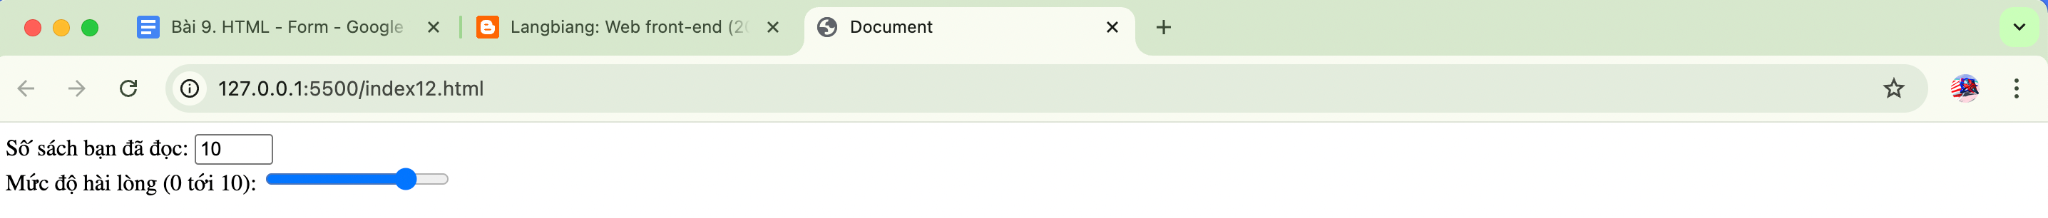 Bài 9. HTML - Form - Google
Langbiang: Web front-end (20
Document
127.0.0.1:5500/index12.html
Số sách bạn đã đọc: 10
Mức độ hài lòng (0 tới 10):